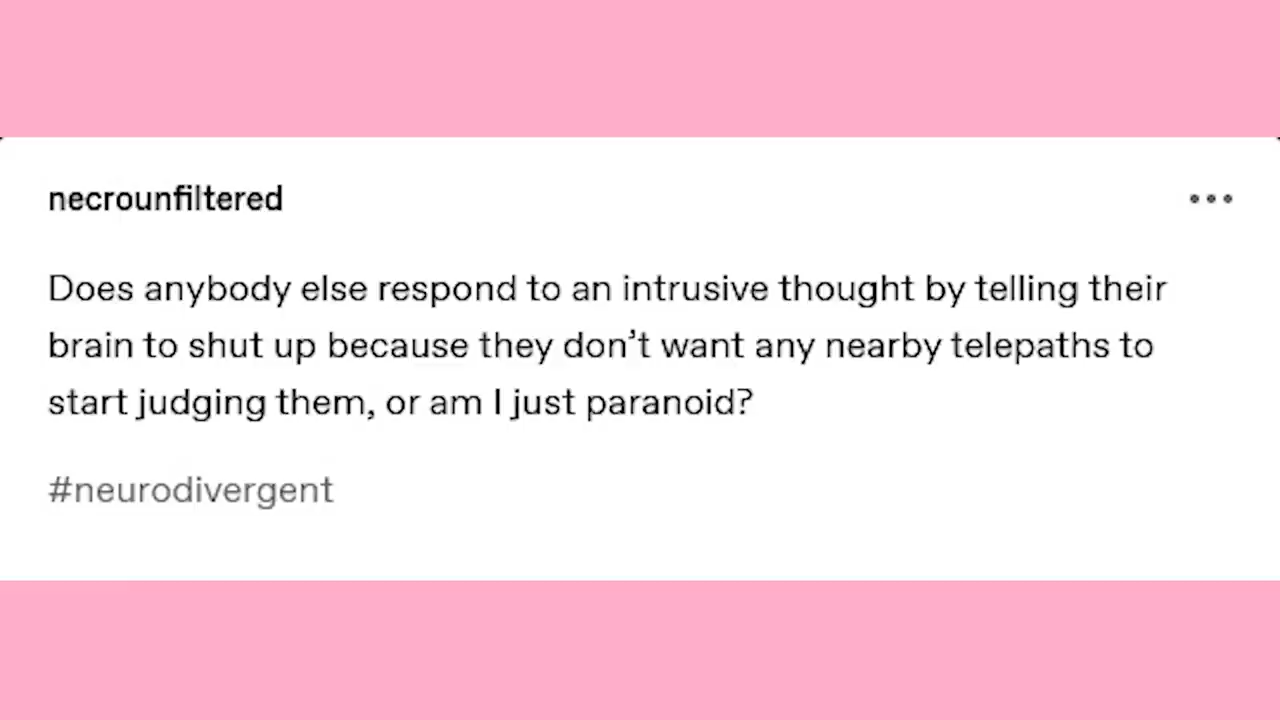 necrounfiltered
Does anybody else respond to an intrusive thought by telling their
brain to shut up because they don’t want any nearby telepaths to
start judging them, or am I just paranoid?
#neurodivergent